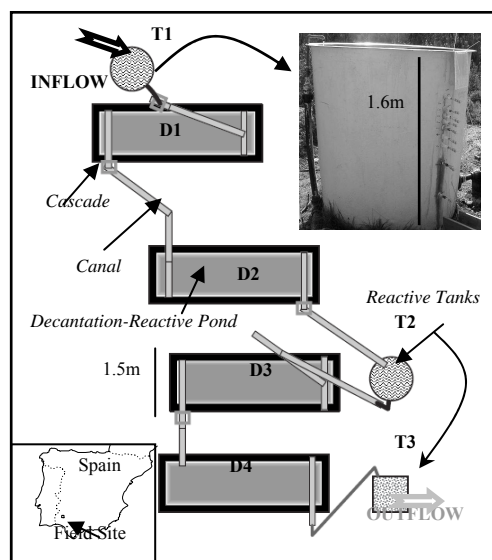 T1
INFLOW
1.6m
D1
Cascade
Canal
D2
Reactive Tanks
Decantation-Reactive Pond
T2
1.5m
D3
T3
D4
Spain
Field Site
OUTFLOW